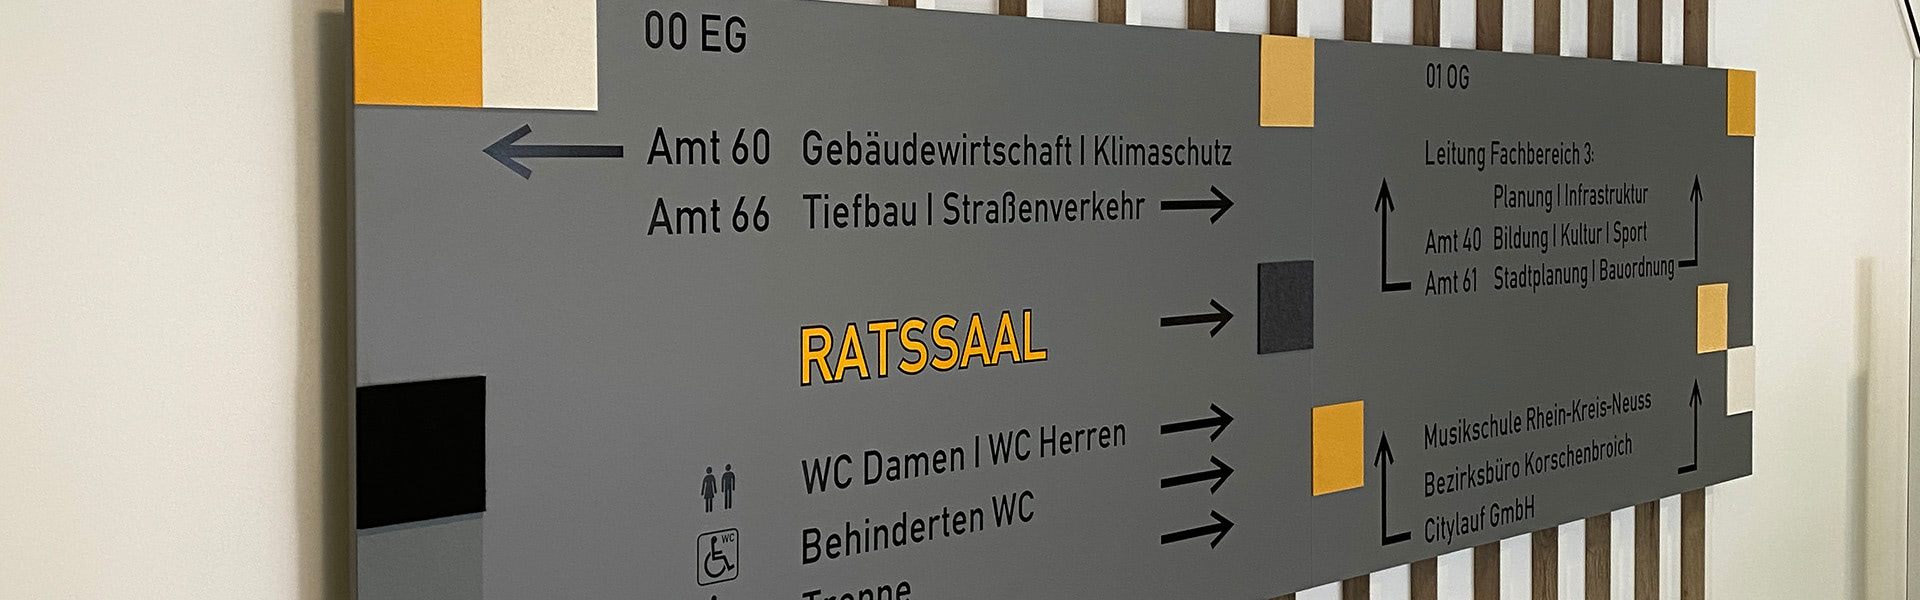 00 EG
Amt 60 Gebäudewirtschaft | Klimaschutz
Amt 66 Tiefbau | Straßenverkehr
RATSSAAL
WC Damen | WC Herren
WC
Behinderten WC
Treppe
01 OG
Leitung Fachbereich 3:
Planung | Infrastruktur
Amt 40 Bildung | Kultur | Sport
Amt 61 Stadtplanung | Bauordnung
Musikschule Rhein-Kreis-Neuss
Bezirksbüro Korschenbroich
Citylauf GmbH